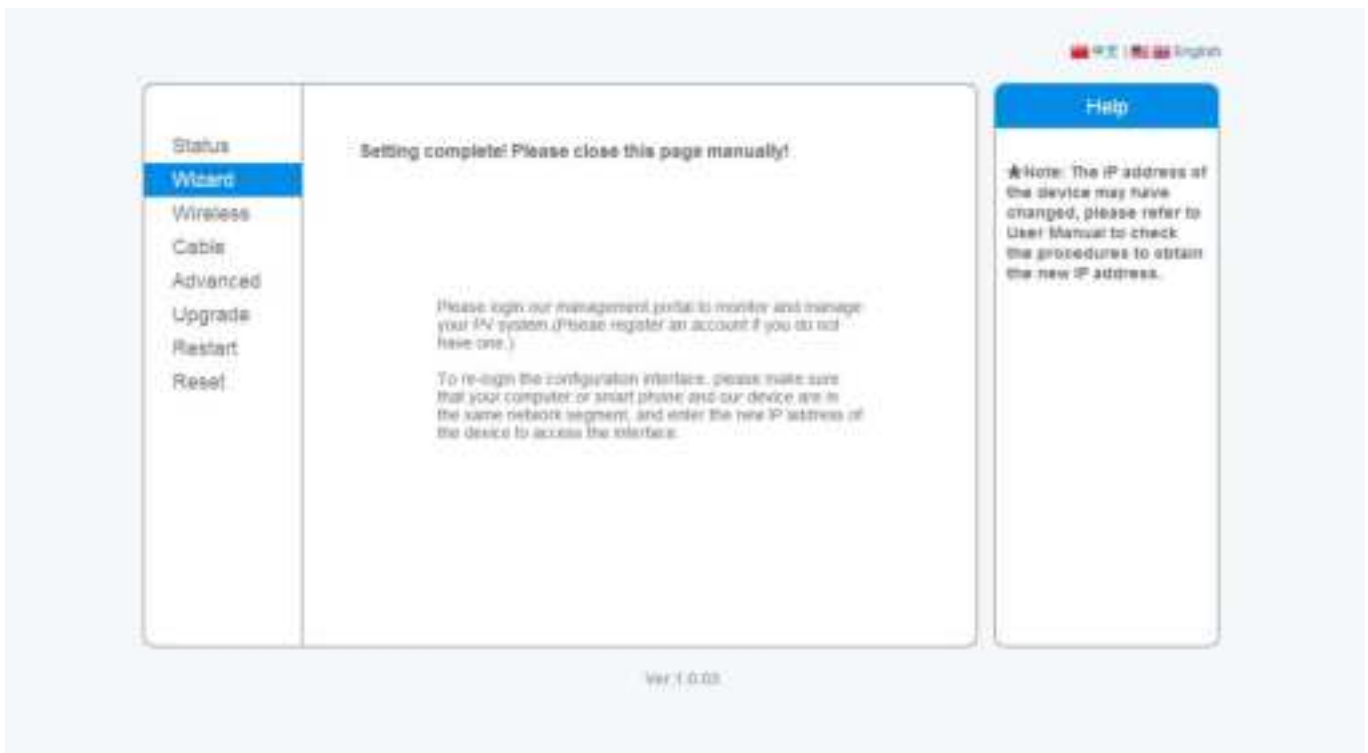 中文 | English
Help
Status
Wizard
Wireless
Cable
Advanced
Upgrade
Restart
Reset
Setting complete! Please close this page manually!
Please login our management portal to monitor and manage
your PV system.(Please register an account if you do not
have one.)
To re-login the configuration interface, please make sure
that your computer or smart phone and our device are in
the same network segment, and enter the new IP address of
the device to access the interface.
★Note: The IP address of
the device may have
changed, please refer to
User Manual to check
the procedures to obtain
the new IP address.
Ver:1.0.03